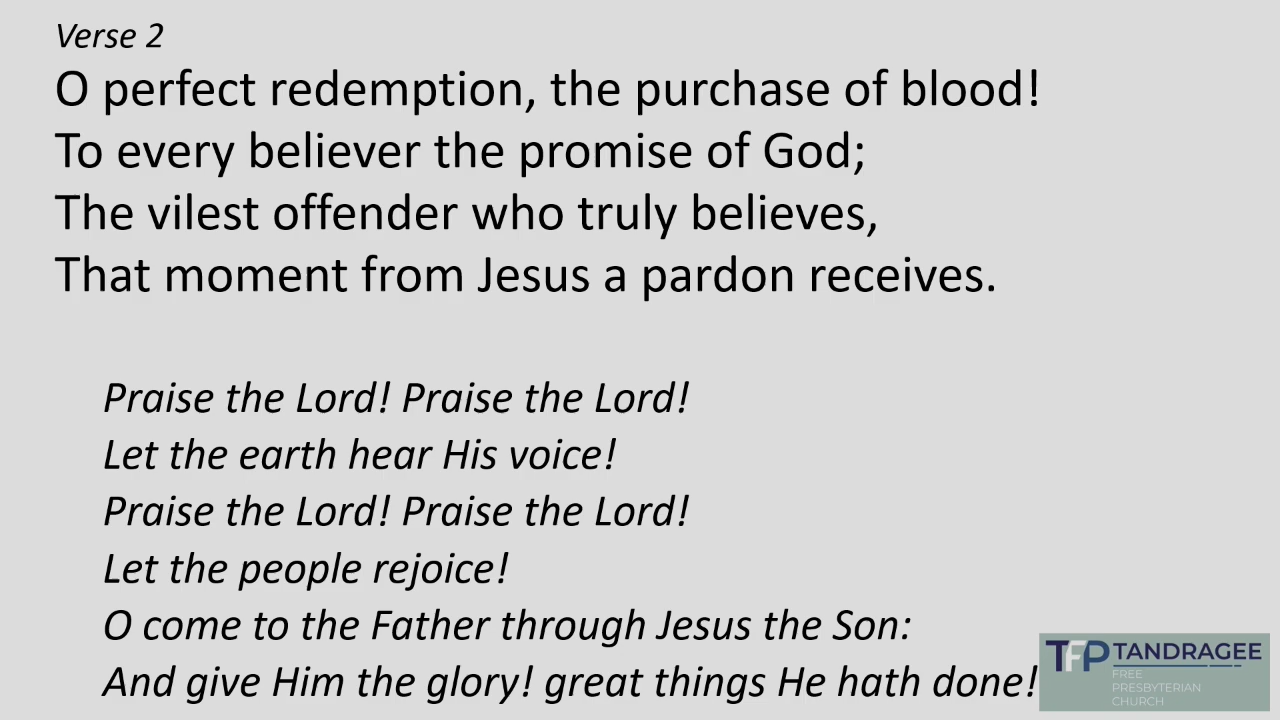 Verse 2
O perfect redemption, the purchase of blood!
To every believer the promise of God;
The vilest offender who truly believes,
That moment from Jesus a pardon receives.
Praise the Lord! Praise the Lord!
Let the earth hear His voice!
Praise the Lord! Praise the Lord!
Let the people rejoice!
O come to the Father through Jesus the Son:
And give Him the glory! great things He hath done!
TFP TANDRAGEE
FREE
PRESBYTERIAN
CHURCH